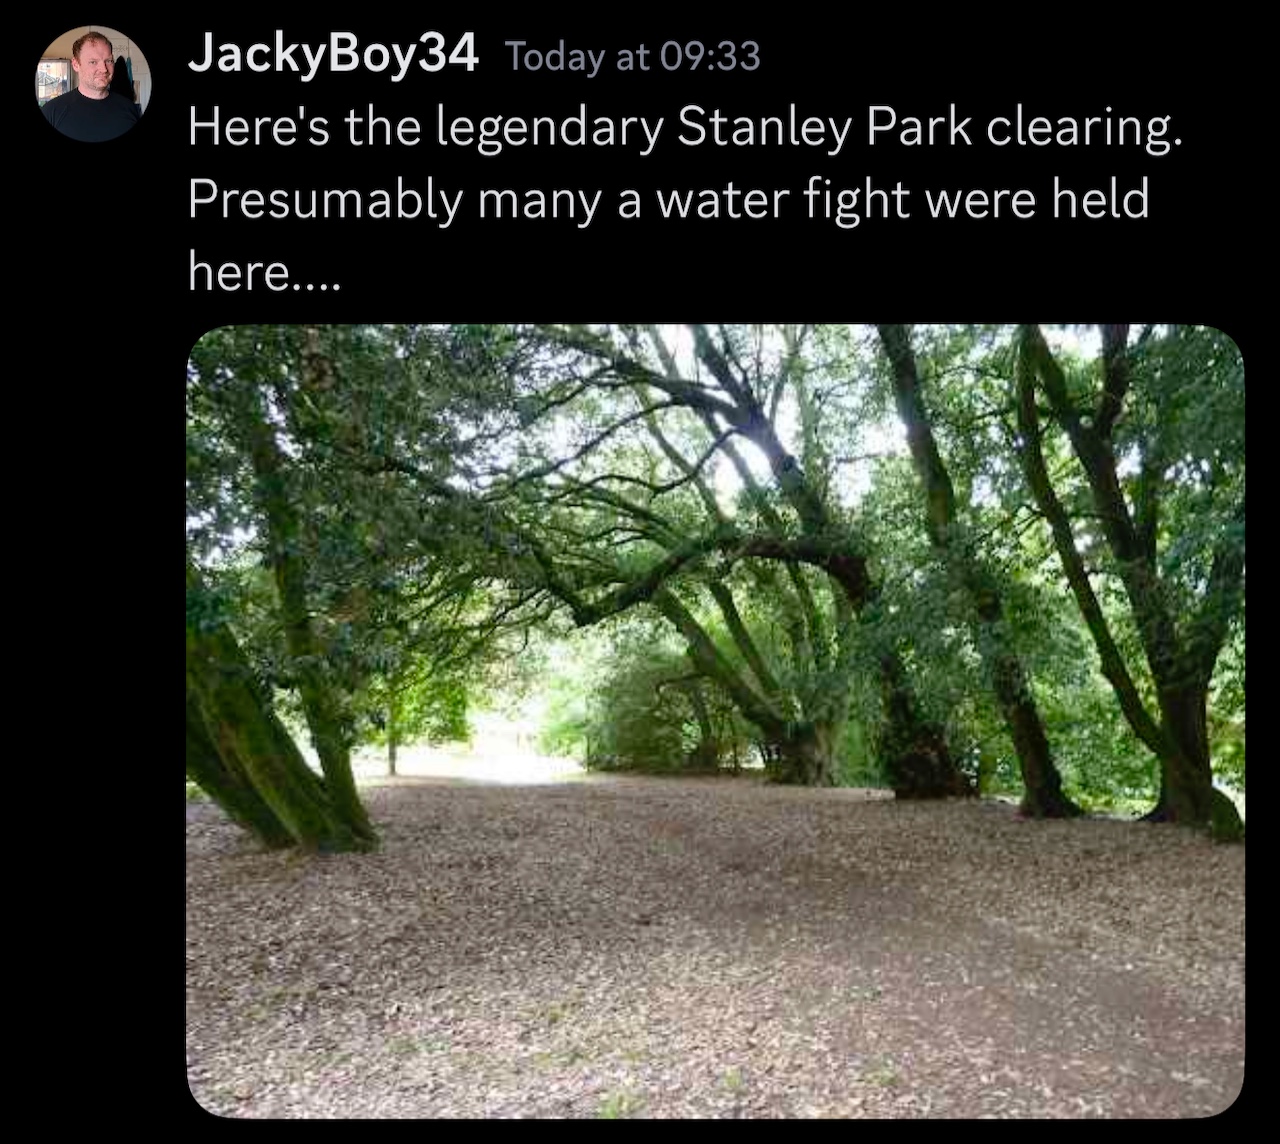 JackyBoy34 Today at 09:33
Here's the legendary Stanley Park clearing.
Presumably many a water fight were held
here....